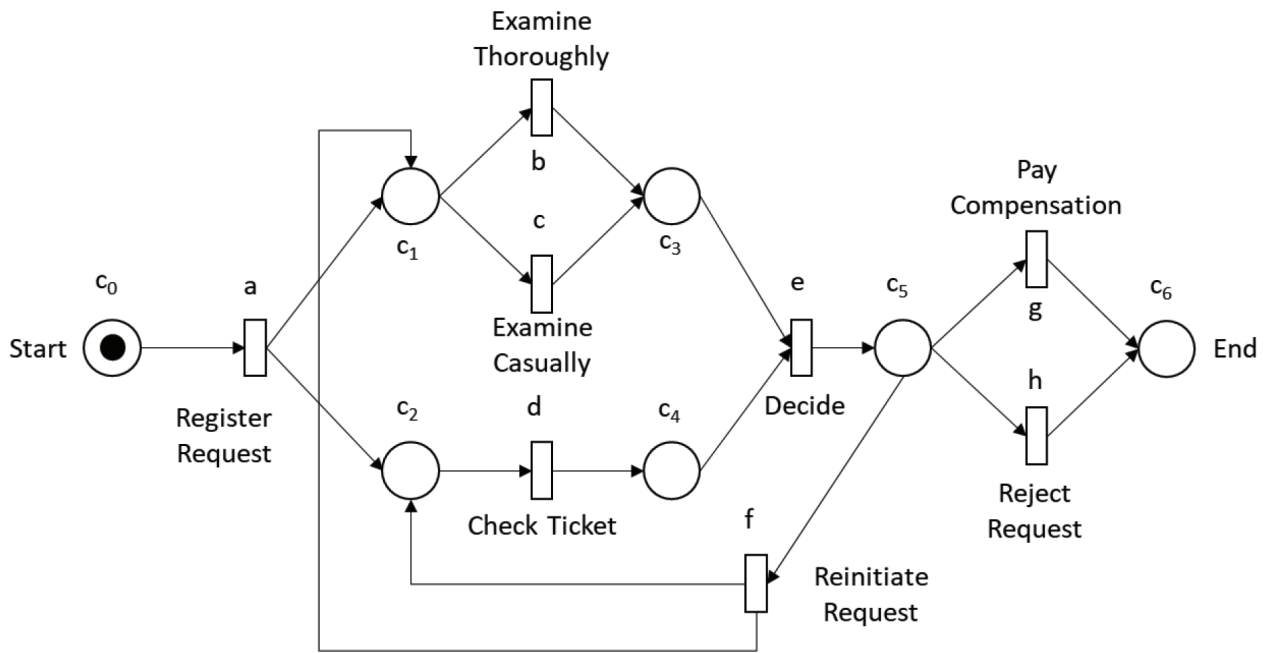 Examine
Thoroughly
b
c₁
c
c₃
Examine
Casually
Pay
Compensation
g
c₀
a
e
c₅
c₆
Start
End
Register
Request
Decide
h
c₂
d
c₄
Check Ticket
Reject
Request
f
Reinitiate
Request